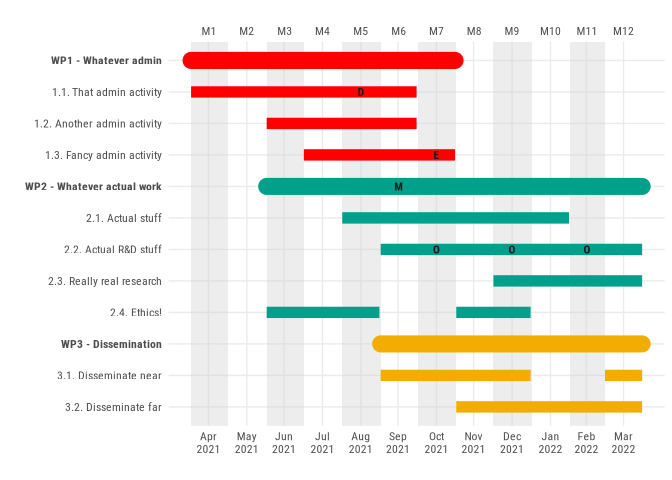 M1 M2 M3 M4 M5 M6 M7 M8 M9 M10 M11 M12
WP1 - Whatever admin
1.1. That admin activity D
1.2. Another admin activity
1.3. Fancy admin activity E
WP2 - Whatever actual work M
2.1. Actual stuff
2.2. Actual R&D stuff O O O
2.3. Really real research
2.4. Ethics!
WP3 - Dissemination
3.1. Disseminate near
3.2. Disseminate far
Apr May Jun Jul Aug Sep Oct Nov Dec Jan Feb Mar
2021 2021 2021 2021 2021 2021 2021 2021 2021 2022 2022 2022